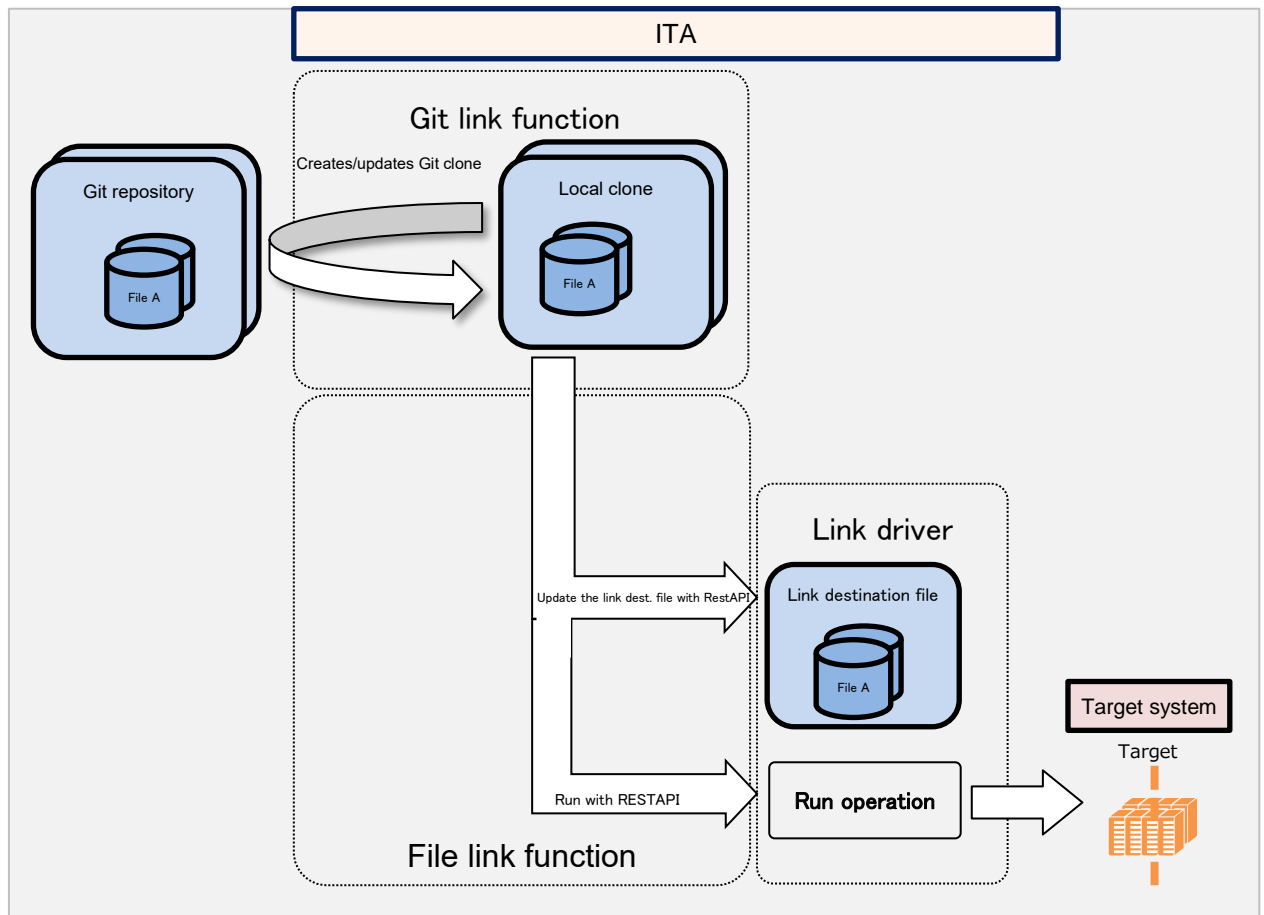 ITA
Git link function
Creates/updates Git clone
Git repository
File A
Local clone
File A
Link driver
Update the link dest. file with RestAPI
Link destination file
File A
Target system
Target
Run with RESTAPI
Run operation
File link function